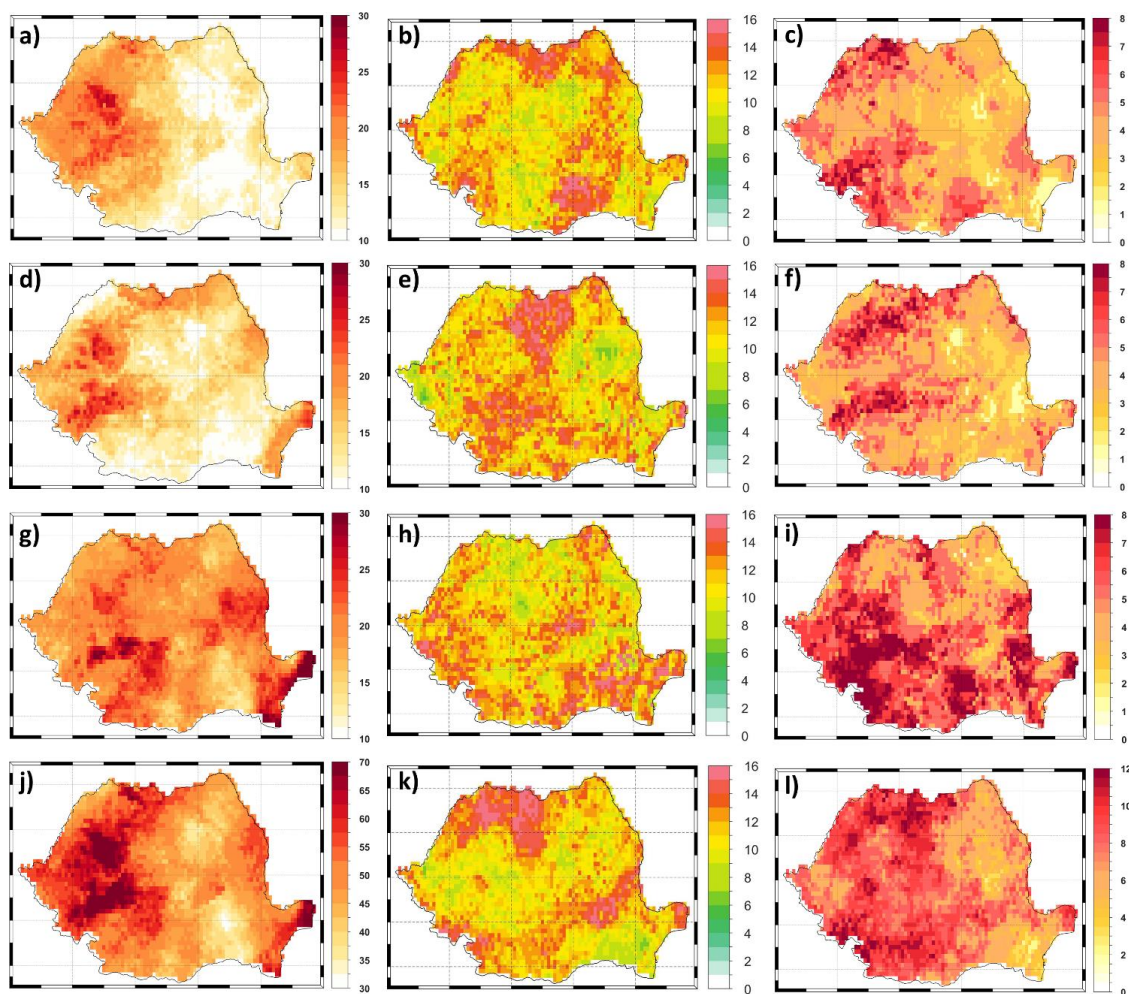 a) 30 25 20 15 10
b) 16 14 12 10 8 6 4 2 0
c) 8 7 6 5 4 3 2 1 0
d) 30 25 20 15 10
e) 16 14 12 10 8 6 4 2 0
f) 8 7 6 5 4 3 2 1 0
g) 30 25 20 15 10
h) 16 14 12 10 8 6 4 2 0
i) 8 7 6 5 4 3 2 1 0
j) 70 65 60 55 50 45 40 35 30
k) 16 14 12 10 8 6 4 2 0
l) 12 10 8 6 4 2 0